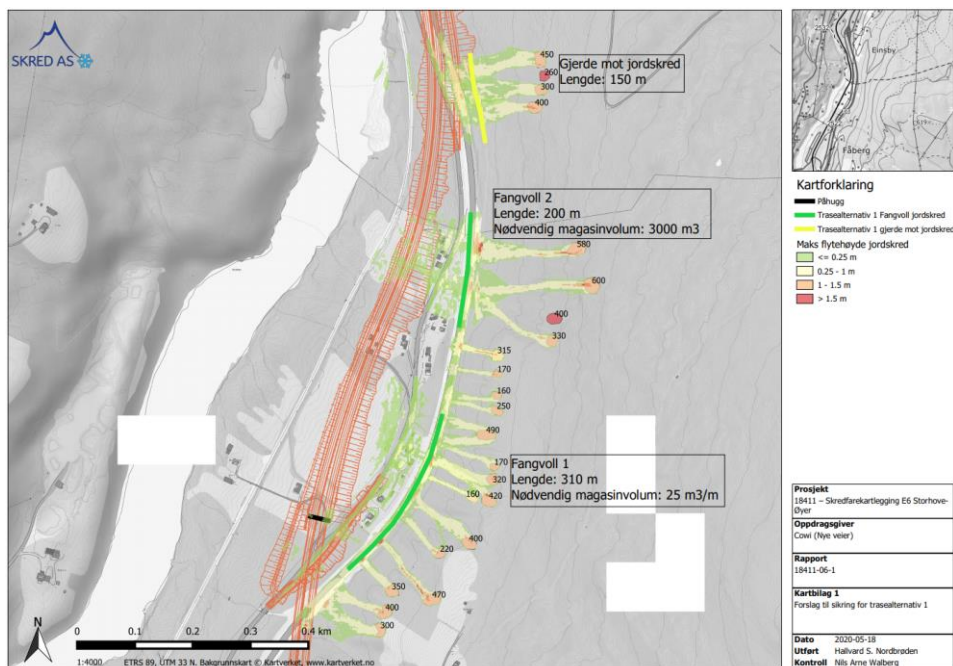 SKRED AS
450
260
300
400
Gjerde mot jordskred
Lengde: 150 m
Fangvoll 2
Lengde: 200 m
Nødvendig magasinvolum: 3000 m3
580
600
400
330
315
170
160
250
490
170
320
160
420
Fangvoll 1
Lengde: 310 m
Nødvendig magasinvolum: 25 m3/m
400
220
350
470
400
300
N
0 0.1 0.2 0.3 0.4 km
1:4000 ETRS 89, UTM 33 N. Bakgrunnskart © Kartverket, www.kartverket.no
Einsby
Fåberg
Kartforklaring
Påhugg
Trasealternativ 1 Fangvoll jordskred
Trasealternativ 1 gjerde mot jordskred
Maks flytehøyde jordskred
<= 0.25 m
0.25 - 1 m
1 - 1.5 m
> 1.5 m
Prosjekt
18411 – Skredfarekartlegging E6 Storhove-
Øyer
Oppdragsgiver
Cowi (Nye veier)
Rapport
18411-06-1
Kartbilag 1
Forslag til sikring for trasealternativ 1
Dato 2020-05-18
Utført Hallvard S. Nordbrøden
Kontroll Nils Arne Walberg